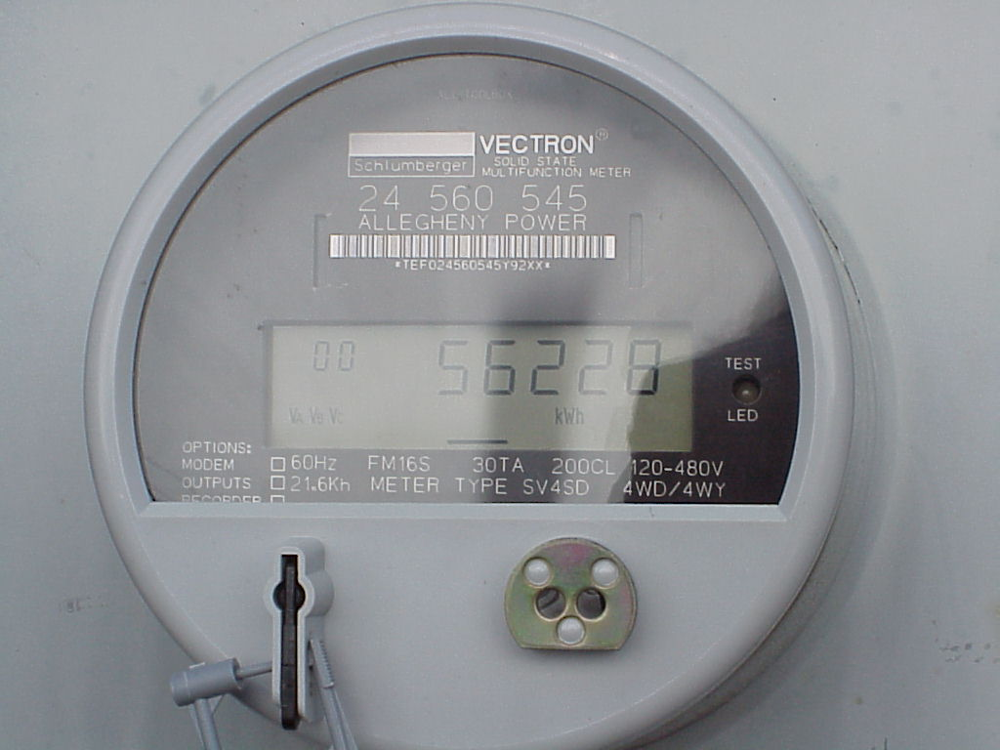 VECTRON®
Schlumberger
SOLID STATE
MULTIFUNCTION METER
24 560 545
ALLEGHENY POWER
*TEF024560545Y92XX*
00 56228
VA VB VC kWh
TEST
LED
OPTIONS:
MODEM 60Hz FM16S 30TA 200CL 120-480V
OUTPUTS 21.6Kh METER TYPE SV4SD 4WD/4WY
RECORDER